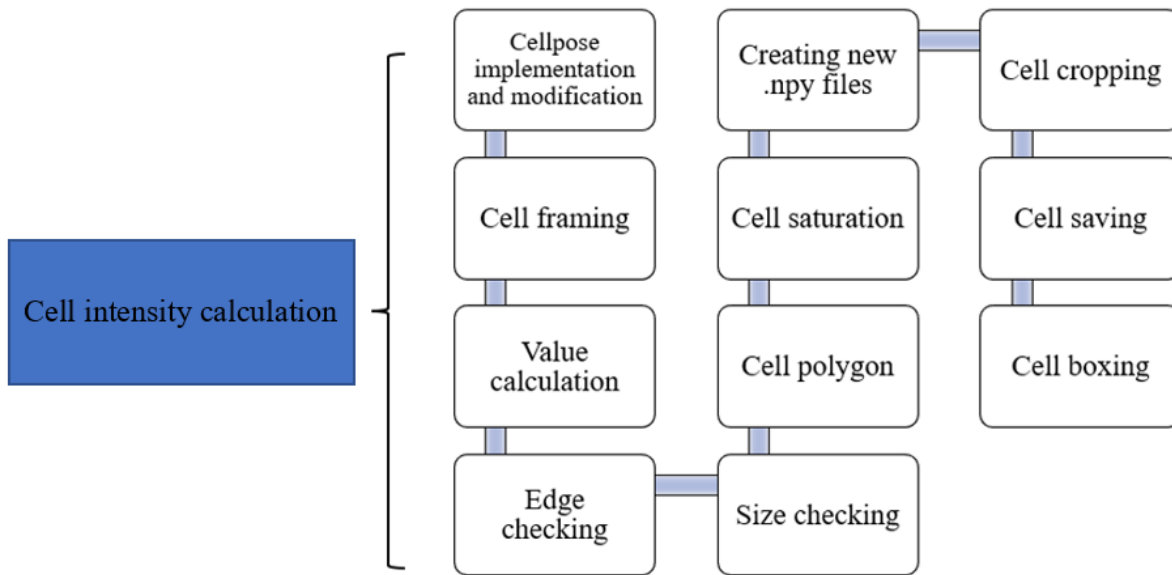 Cell intensity calculation
Cellpose
implementation
and modification
Cell framing
Value
calculation
Edge
checking
Size checking
Cell polygon
Cell saturation
Creating new
.npy files
Cell cropping
Cell saving
Cell boxing